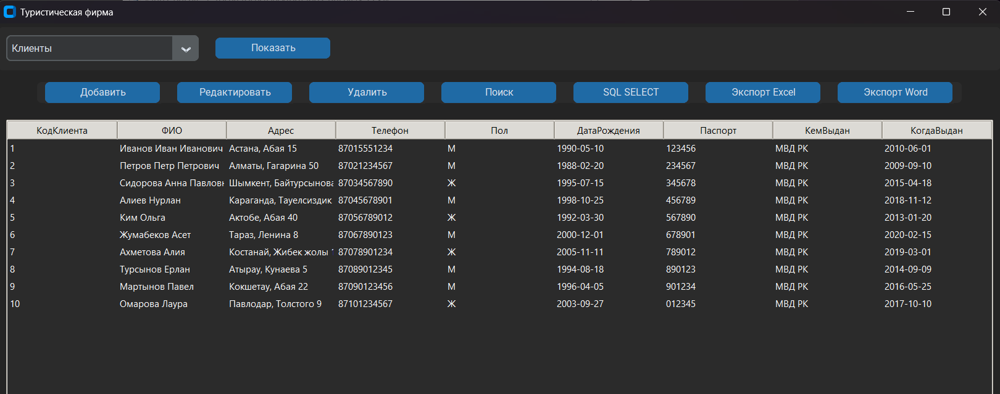 Туристическая фирма
Клиенты Показать
Добавить Редактировать Удалить Поиск SQL SELECT Экспорт Excel Экспорт Word
КодКлиента ФИО Адрес Телефон Пол ДатаРождения Паспорт КемВыдан КогдаВыдан
1 Иванов Иван Иванович Астана, Абая 15 87015551234 М 1990-05-10 123456 МВД РК 2010-06-01
2 Петров Петр Петрович Алматы, Гагарина 50 87021234567 М 1988-02-20 234567 МВД РК 2009-09-10
3 Сидорова Анна Павлов Шымкент, Байтурсынова 87034567890 Ж 1995-07-15 345678 МВД РК 2015-04-18
4 Алиев Нурлан Караганда, Тауелсиздик 87045678901 М 1998-10-25 456789 МВД РК 2018-11-12
5 Ким Ольга Актобе, Абая 40 87056789012 Ж 1992-03-30 567890 МВД РК 2013-01-20
6 Жумабеков Асет Тараз, Ленина 8 87067890123 М 2000-12-01 678901 МВД РК 2020-02-15
7 Ахметова Алия Костанай, Жибек жолы 87078901234 Ж 2005-11-11 789012 МВД РК 2019-03-01
8 Турсынов Ерлан Атырау, Кунаева 5 87089012345 М 1994-08-18 890123 МВД РК 2014-09-09
9 Мартынов Павел Кокшетау, Абая 22 87090123456 М 1996-04-05 901234 МВД РК 2016-05-25
10 Омарова Лаура Павлодар, Толстого 9 87101234567 Ж 2003-09-27 012345 МВД РК 2017-10-10